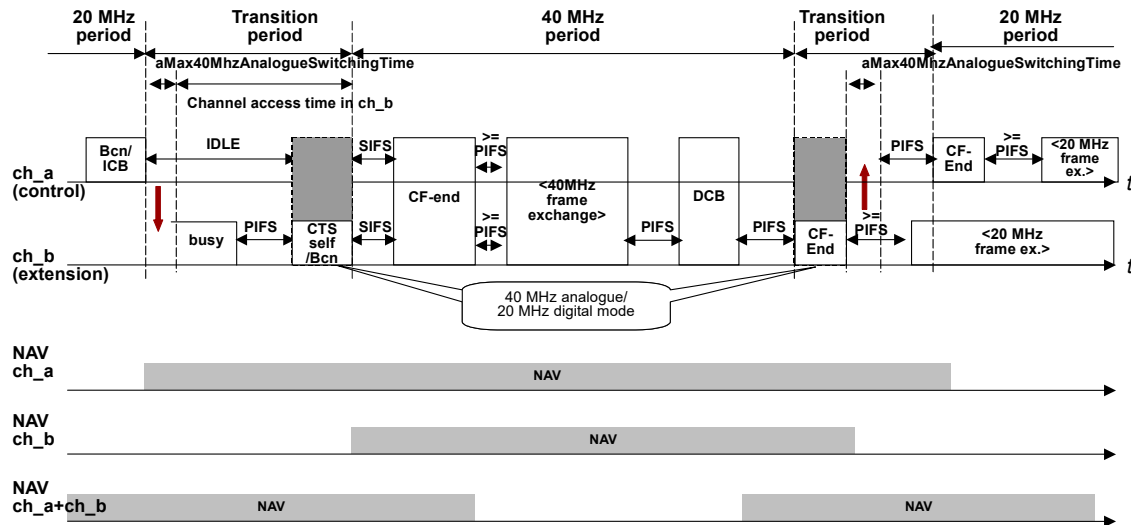 20 MHz
period
Transition
period
40 MHz
period
Transition
period
20 MHz
period
aMax40MhzAnalogueSwitchingTime
aMax40MhzAnalogueSwitchingTime
Channel access time in ch_b
Bcn/
ICB
IDLE
SIFS
>=
PIFS
PIFS
CF-
End
>=
PIFS
<20 MHz
frame
ex.>
ch_a
(control)
t
CF-end
<40MHz
frame
exchange>
DCB
busy
PIFS
CTS
self
/Bcn
SIFS
>=
PIFS
PIFS
PIFS
CF-
End
>=
PIFS
<20 MHz
frame ex.>
ch_b
(extension)
t
40 MHz analogue/
20 MHz digital mode
NAV
ch_a
NAV
NAV
ch_b
NAV
NAV
ch_a+ch_b
NAV
NAV